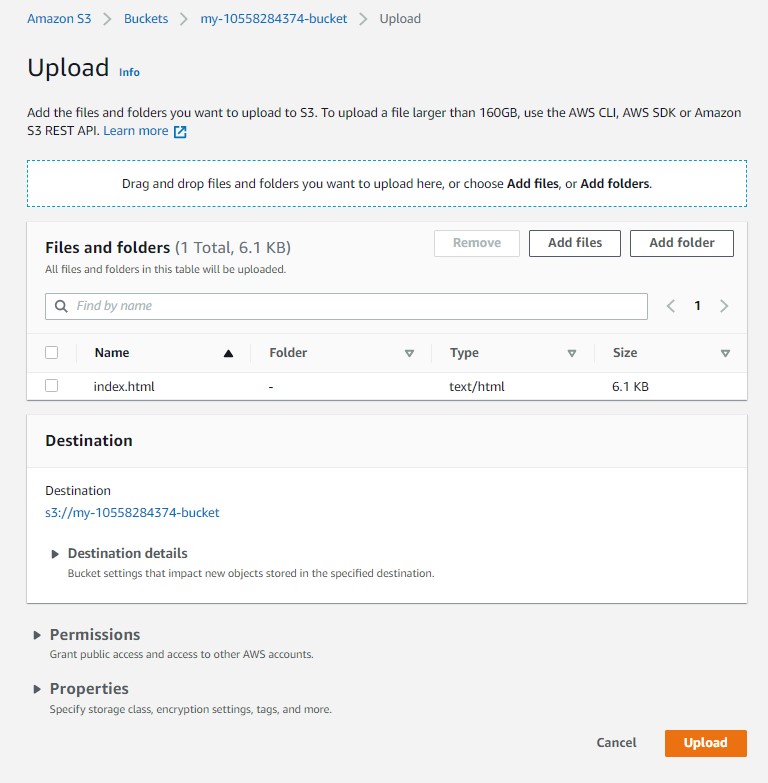 Amazon S3 > Buckets > my-10558284374-bucket > Upload
Upload Info
Add the files and folders you want to upload to S3. To upload a file larger than 160GB, use the AWS CLI, AWS SDK or Amazon
S3 REST API. Learn more
Drag and drop files and folders you want to upload here, or choose Add files, or Add folders.
Files and folders (1 Total, 6.1 KB)
Remove
Add files
Add folder
All files and folders in this table will be uploaded.
Find by name
1
Name Folder Type Size
index.html - text/html 6.1 KB
Destination
Destination
s3://my-10558284374-bucket
Destination details
Bucket settings that impact new objects stored in the specified destination.
Permissions
Grant public access and access to other AWS accounts.
Properties
Specify storage class, encryption settings, tags, and more.
Cancel Upload